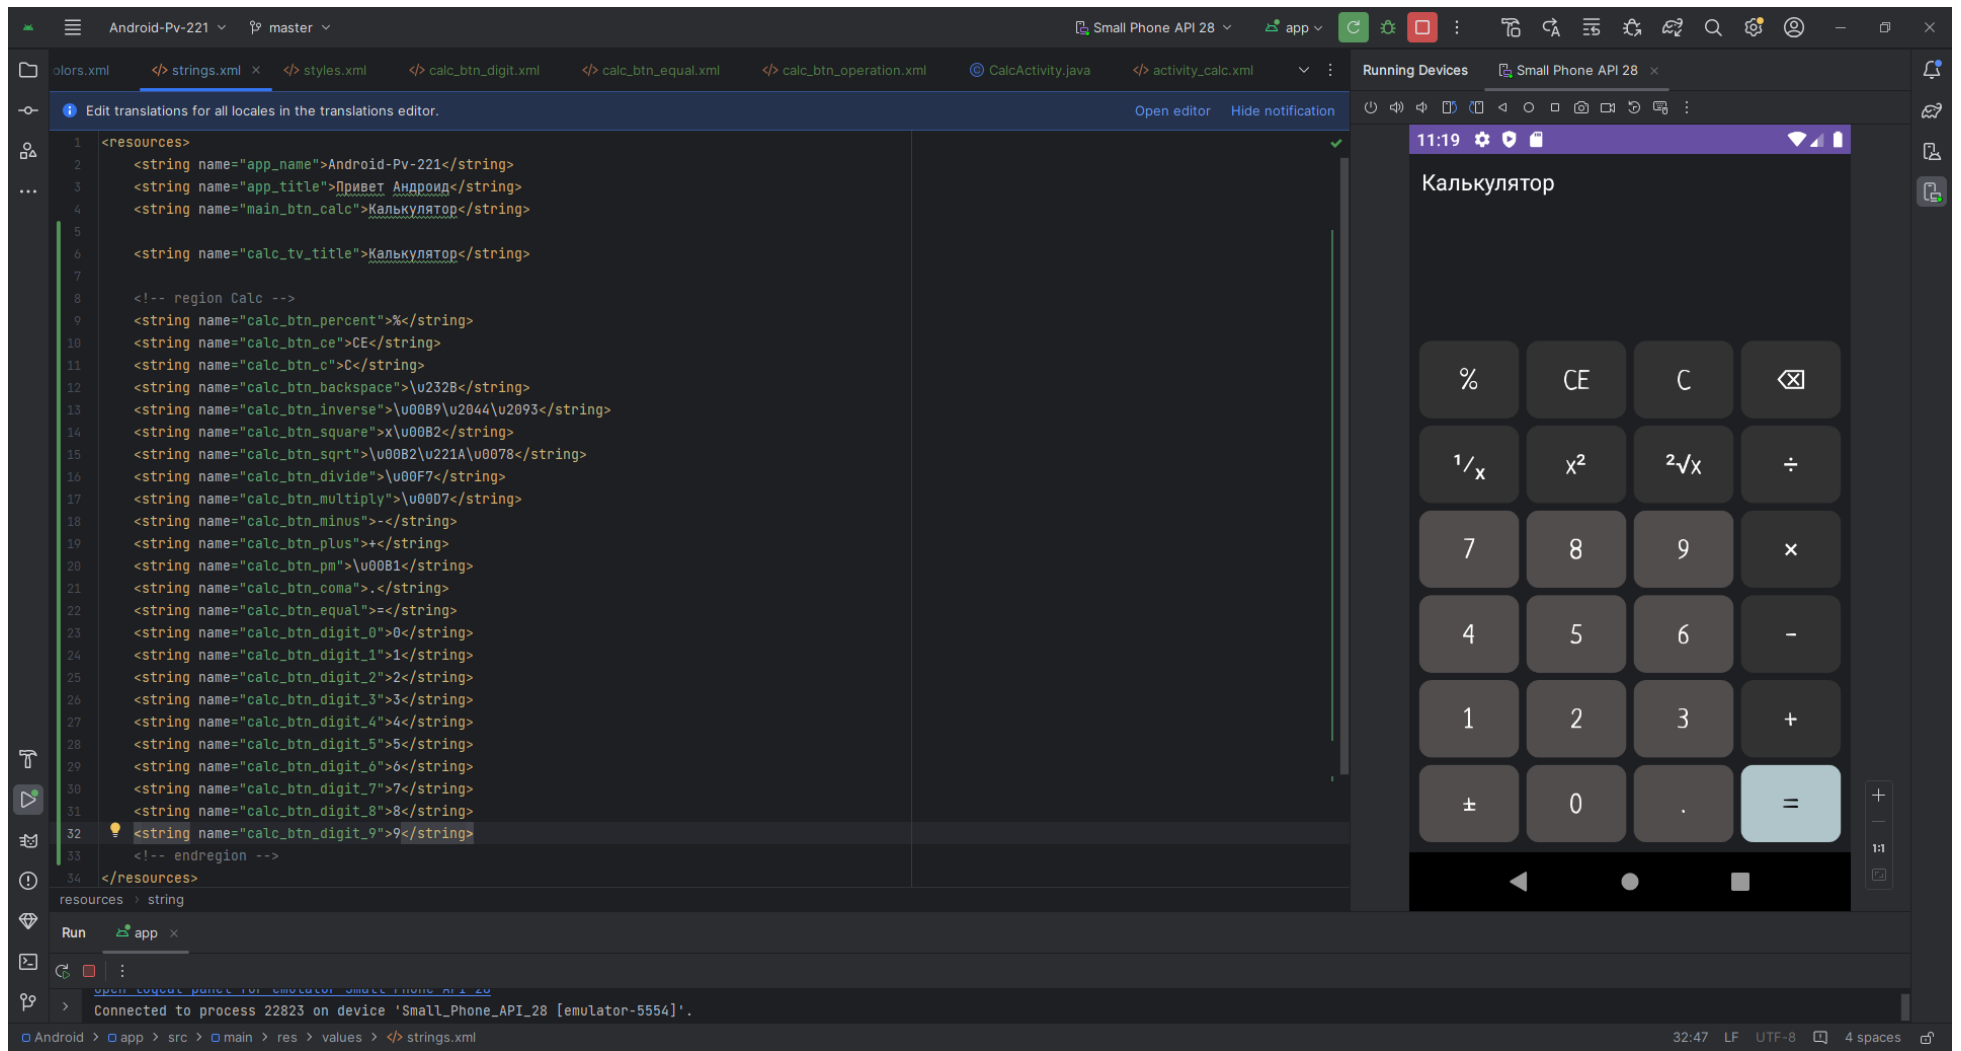 Android-Pv-221 master Small Phone API 28 app
olors.xml strings.xml styles.xml calc_btn_digit.xml calc_btn_equal.xml calc_btn_operation.xml CalcActivity.java activity_calc.xml Running Devices Small Phone API 28
Edit translations for all locales in the translations editor. Open editor Hide notification
1 <resources>
2 <string name="app_name">Android-Pv-221</string>
3 <string name="app_title">Привет Андроид</string>
4 <string name="main_btn_calc">Калькулятор</string>
5
6 <string name="calc_tv_title">Калькулятор</string>
7
8 <!-- region Calc -->
9 <string name="calc_btn_percent">%</string>
10 <string name="calc_btn_ce">CE</string>
11 <string name="calc_btn_c">C</string>
12 <string name="calc_btn_backspace">\u232B</string>
13 <string name="calc_btn_inverse">\u00B9\u2044\u2093</string>
14 <string name="calc_btn_square">x\u00B2</string>
15 <string name="calc_btn_sqrt">\u00B2\u221A\u0078</string>
16 <string name="calc_btn_divide">\u00F7</string>
17 <string name="calc_btn_multiply">\u00D7</string>
18 <string name="calc_btn_minus">-</string>
19 <string name="calc_btn_plus">+</string>
20 <string name="calc_btn_pm">\u00B1</string>
21 <string name="calc_btn_coma">.</string>
22 <string name="calc_btn_equal">=</string>
23 <string name="calc_btn_digit_0">0</string>
24 <string name="calc_btn_digit_1">1</string>
25 <string name="calc_btn_digit_2">2</string>
26 <string name="calc_btn_digit_3">3</string>
27 <string name="calc_btn_digit_4">4</string>
28 <string name="calc_btn_digit_5">5</string>
29 <string name="calc_btn_digit_6">6</string>
30 <string name="calc_btn_digit_7">7</string>
31 <string name="calc_btn_digit_8">8</string>
32 <string name="calc_btn_digit_9">9</string>
33 <!-- endregion -->
34 </resources>
resources > string
11:19
Калькулятор
% CE C ⌫
¹⁄ₓ x² ²√x ÷
7 8 9 ×
4 5 6 -
1 2 3 +
± 0 . =
1:1
Run app
Open logcat panel for emulator Small Phone API 28
Connected to process 22823 on device 'Small_Phone_API_28 [emulator-5554]'.
Android > app > src > main > res > values > strings.xml 32:47 LF UTF-8 4 spaces